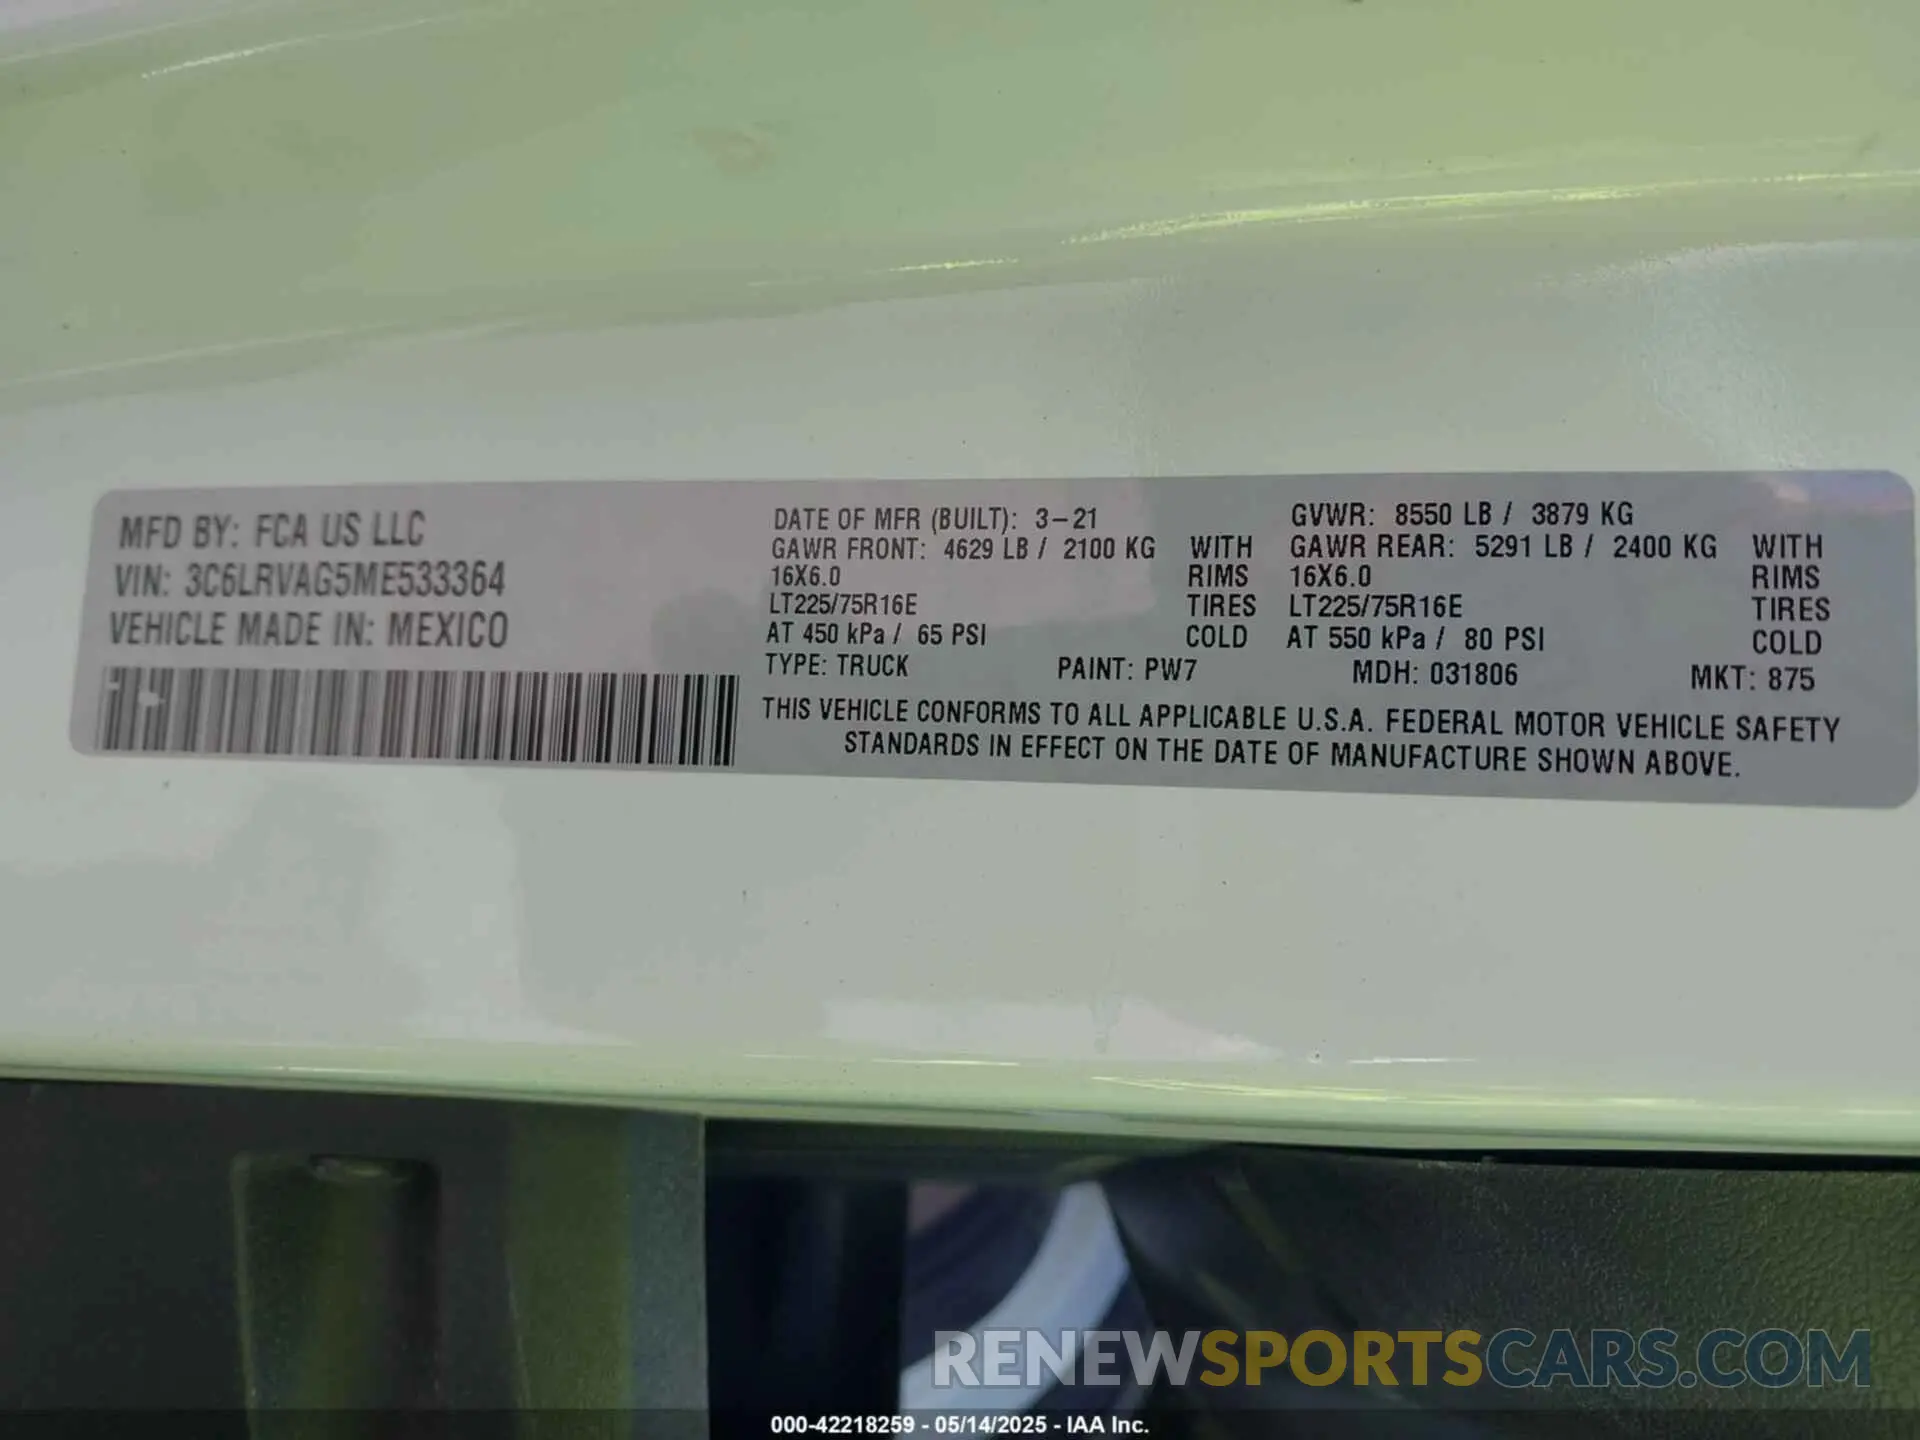 MFD BY: FCA US LLC
VIN: 3C6LRVAG5ME533364
VEHICLE MADE IN: MEXICO
DATE OF MFR (BUILT): 3-21 GVWR: 8550 LB / 3879 KG
GAWR FRONT: 4629 LB / 2100 KG WITH GAWR REAR: 5291 LB / 2400 KG WITH
16X6.0 RIMS 16X6.0 RIMS
LT225/75R16E TIRES LT225/75R16E TIRES
AT 450 kPa / 65 PSI COLD AT 550 kPa / 80 PSI COLD
TYPE: TRUCK PAINT: PW7 MDH: 031806 MKT: 875
THIS VEHICLE CONFORMS TO ALL APPLICABLE U.S.A. FEDERAL MOTOR VEHICLE SAFETY
STANDARDS IN EFFECT ON THE DATE OF MANUFACTURE SHOWN ABOVE.
RENEWSPORTSCARS.COM
000-42218259 - 05/14/2025 - IAA Inc.